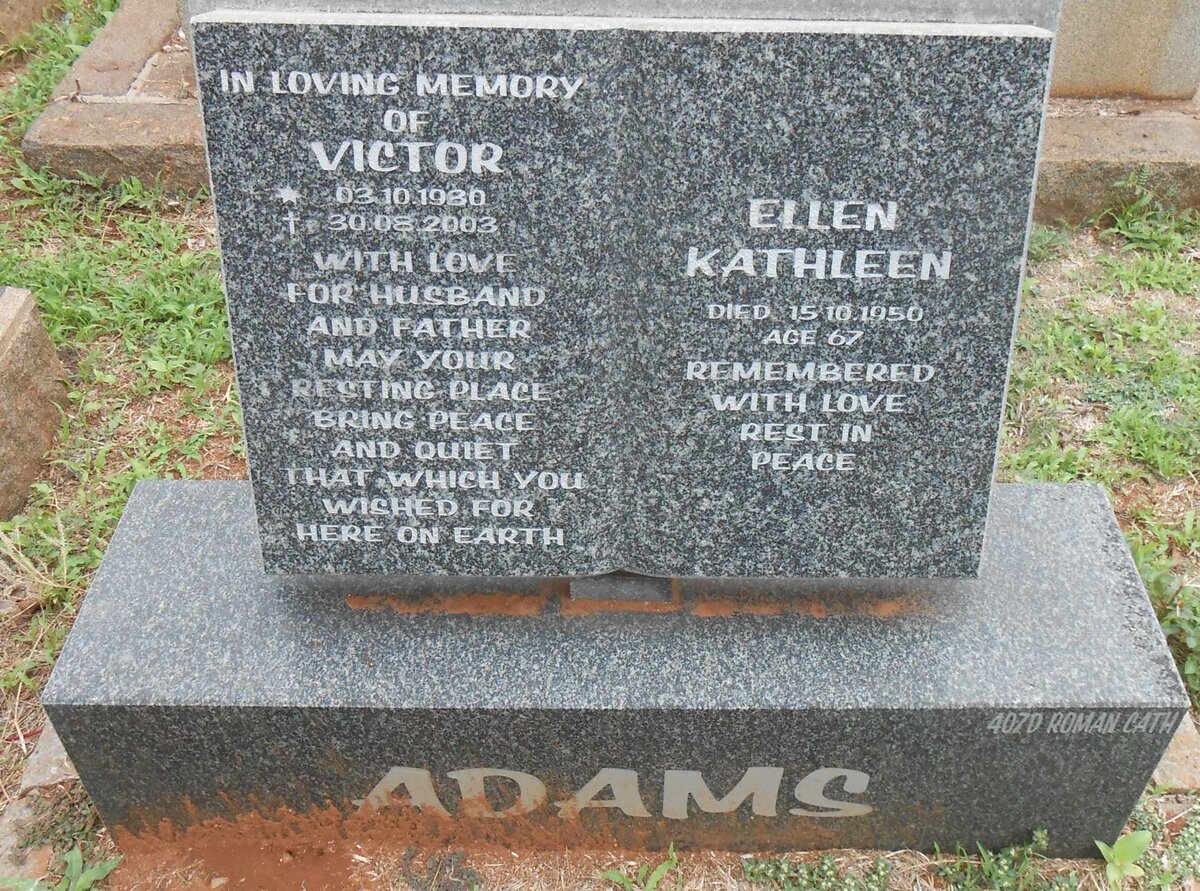 IN LOVING MEMORY
OF
VICTOR
03.10.1930
30.08.2003
WITH LOVE
FOR HUSBAND
AND FATHER
MAY YOUR
RESTING PLACE
BRING PEACE
AND QUIET
THAT WHICH YOU
WISHED FOR
HERE ON EARTH
ELLEN
KATHLEEN
DIED 15.10.1950
AGE 67
REMEMBERED
WITH LOVE
REST IN
PEACE
407D ROMAN CATH
ADAMS